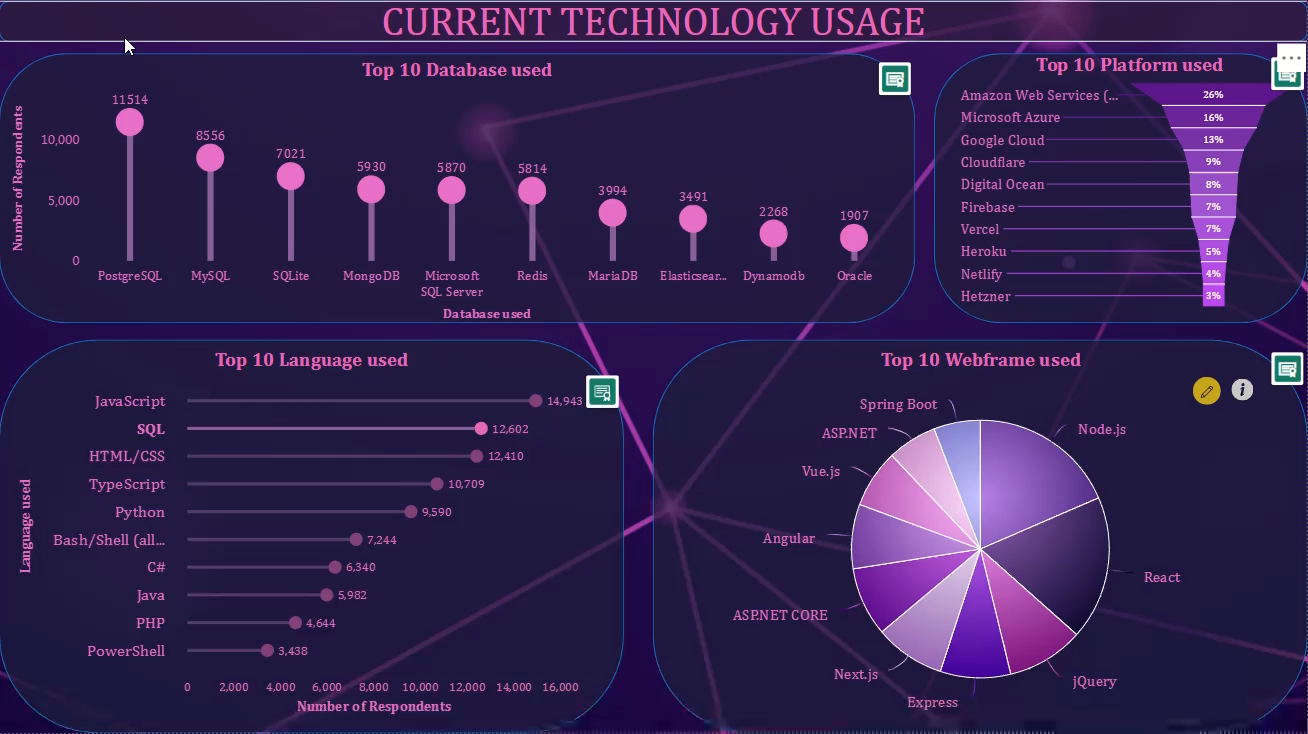 CURRENT TECHNOLOGY USAGE
Top 10 Database used
Number of Respondents
10,000
5,000
0
11514
8556
7021
5930
5870
5814
3994
3491
2268
1907
PostgreSQL
MySQL
SQLite
MongoDB
Microsoft
SQL Server
Redis
MariaDB
Elasticsear...
Dynamodb
Oracle
Database used
Top 10 Platform used
Amazon Web Services (... 26%
Microsoft Azure 16%
Google Cloud 13%
Cloudflare 9%
Digital Ocean 8%
Firebase 7%
Vercel 7%
Heroku 5%
Netlify 4%
Hetzner 3%
Top 10 Language used
Language used
JavaScript 14,943
SQL 12,602
HTML/CSS 12,410
TypeScript 10,709
Python 9,590
Bash/Shell (all... 7,244
C# 6,340
Java 5,982
PHP 4,644
PowerShell 3,438
0 2,000 4,000 6,000 8,000 10,000 12,000 14,000 16,000
Number of Respondents
Top 10 Webframe used
Spring Boot
Node.js
ASP.NET
Vue.js
Angular
React
ASP.NET CORE
Next.js
jQuery
Express